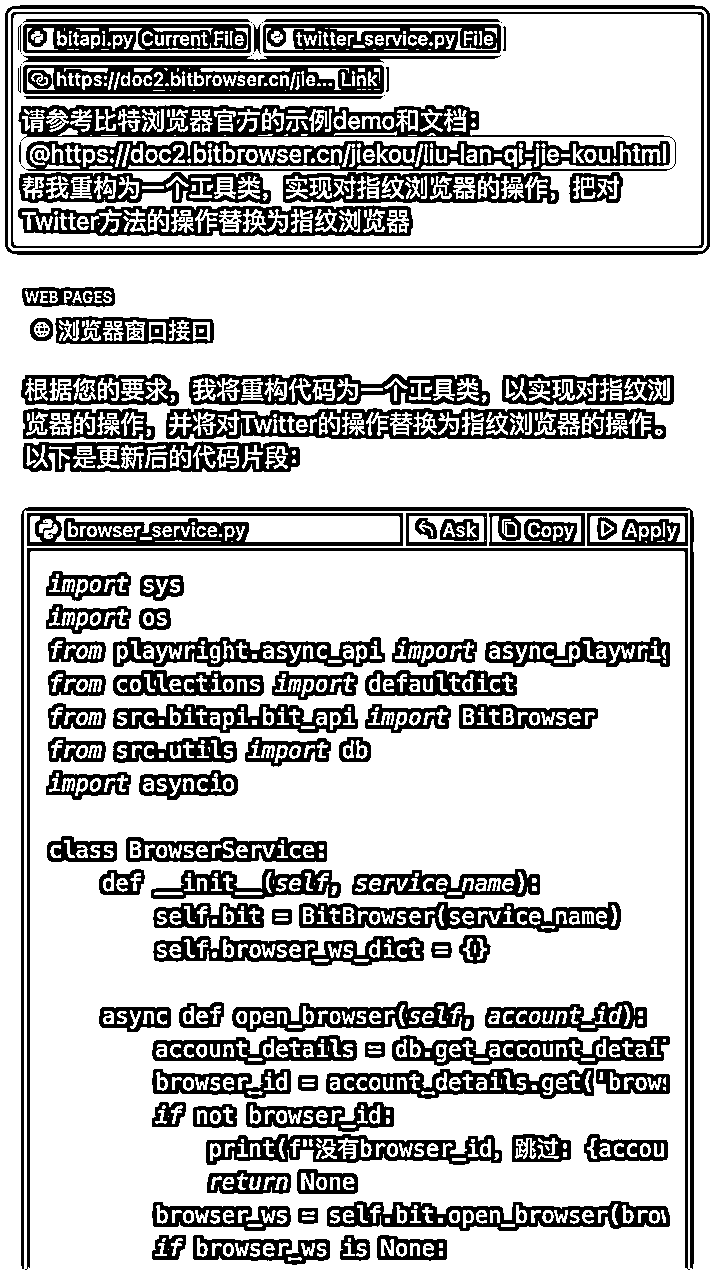 bitapi.py Current File twitter_service.py File
https://doc2.bitbrowser.cn/jie... Link
请参考比特浏览器官方的示例demo和文档：
@https://doc2.bitbrowser.cn/jiekou/liu-lan-qi-jie-kou.html
帮我重构为一个工具类，实现对指纹浏览器的操作，把对
Twitter方法的操作替换为指纹浏览器
WEB PAGES
浏览器窗口接口
根据您的要求，我将重构代码为一个工具类，以实现对指纹浏
览器的操作，并将对Twitter的操作替换为指纹浏览器的操作。
以下是更新后的代码片段：
browser_service.py Ask Copy Apply
import sys
import os
from playwright.async_api import async_playwrig
from collections import defaultdict
from src.bitapi.bit_api import BitBrowser
from src.utils import db
import asyncio
class BrowserService:
def __init__(self, service_name):
self.bit = BitBrowser(service_name)
self.browser_ws_dict = {}
async def open_browser(self, account_id):
account_details = db.get_account_detai
browser_id = account_details.get('brows
if not browser_id:
print(f"没有browser_id，跳过: {accou
return None
browser_ws = self.bit.open_browser(brow
if browser_ws is None: